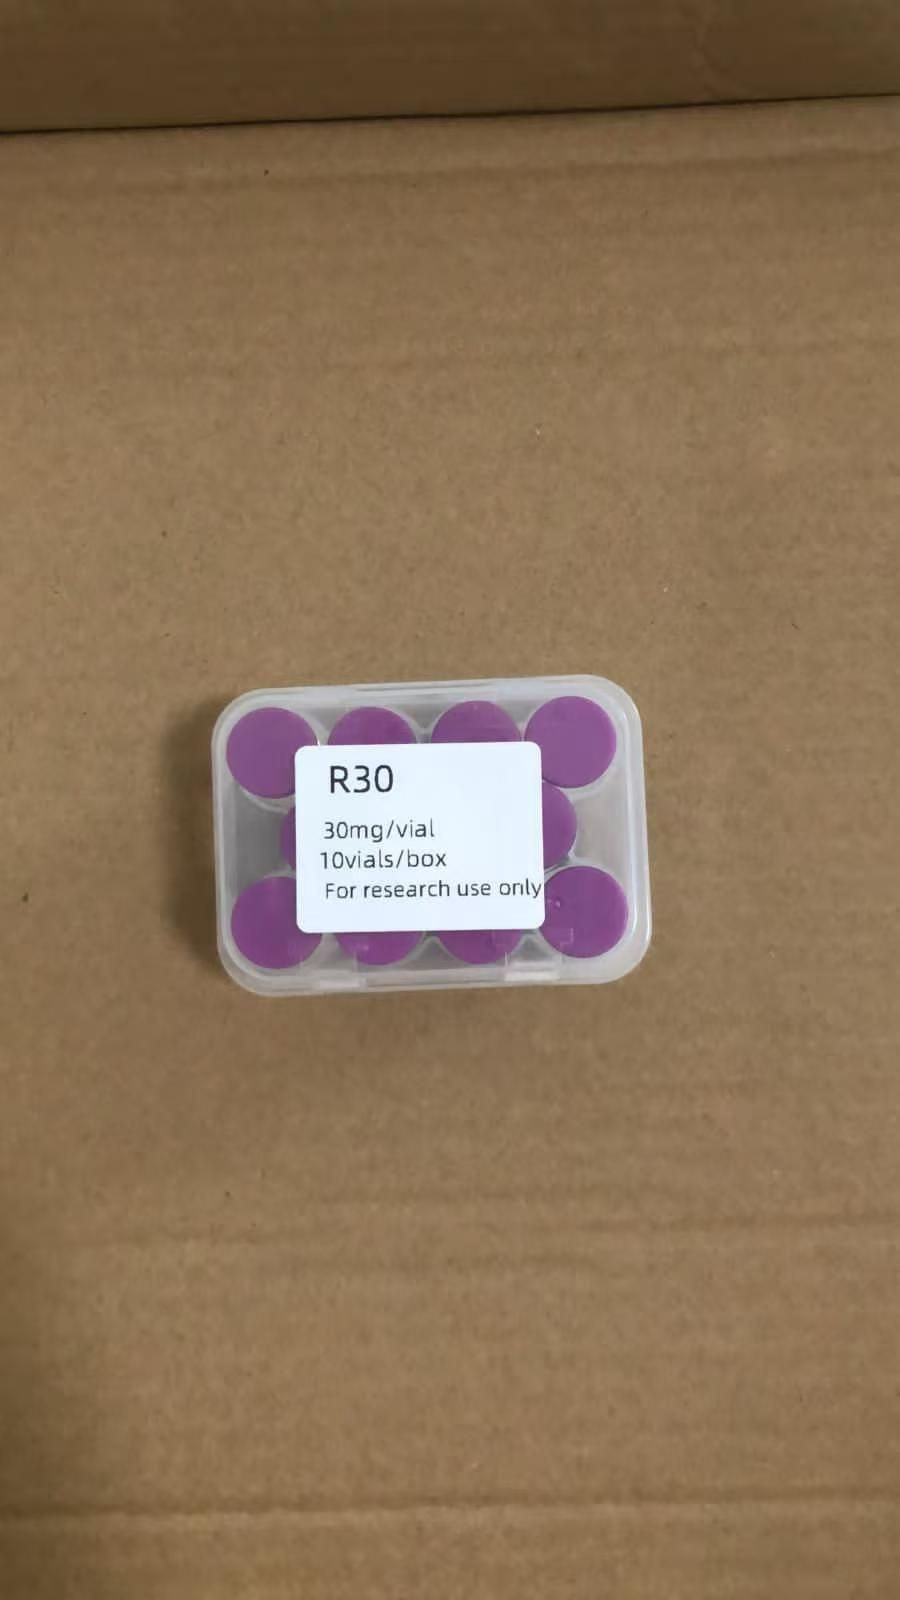 R30
30mg/vial
10vials/box
For research use only